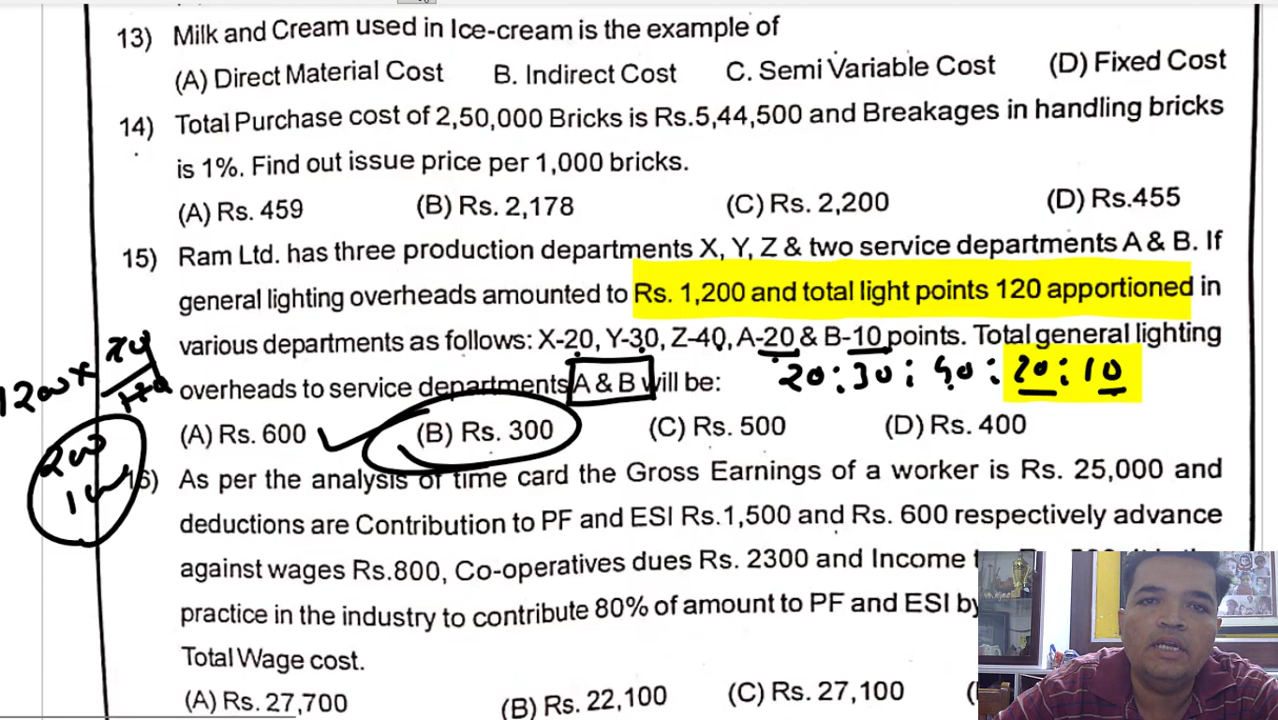 13) Milk and Cream used in Ice-cream is the example of
(A) Direct Material Cost B. Indirect Cost C. Semi Variable Cost (D) Fixed Cost
14) Total Purchase cost of 2,50,000 Bricks is Rs.5,44,500 and Breakages in handling bricks
is 1%. Find out issue price per 1,000 bricks.
(A) Rs. 459 (B) Rs. 2,178 (C) Rs. 2,200 (D) Rs.455
15) Ram Ltd. has three production departments X, Y, Z & two service departments A & B. If
general lighting overheads amounted to Rs. 1,200 and total light points 120 apportioned in
various departments as follows: X-20, Y-30, Z-40, A-20 & B-10 points. Total general lighting
overheads to service departments A & B will be: 20:30:40:20:10
1200 x
(A) Rs. 600 (B) Rs. 300 (C) Rs. 500 (D) Rs. 400
16) As per the analysis of time card the Gross Earnings of a worker is Rs. 25,000 and
deductions are Contribution to PF and ESI Rs.1,500 and Rs. 600 respectively advance
against wages Rs.800, Co-operatives dues Rs. 2300 and Income
practice in the industry to contribute 80% of amount to PF and ESI by
Total Wage cost.
(A) Rs. 27,700 (B) Rs. 22,100 (C) Rs. 27,100